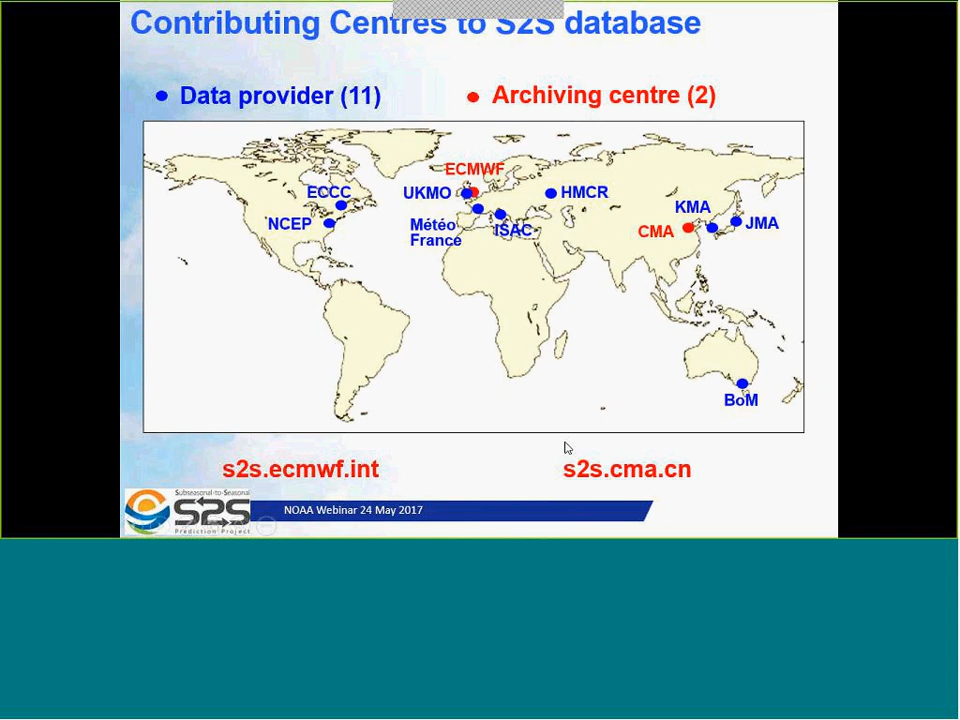 Contributing Centres to S2S database
Data provider (11)
Archiving centre (2)
ECMWF
ECCC
UKMO
HMCR
KMA
NCEP
Météo
France
ISAC
CMA
JMA
BoM
s2s.ecmwf.int
s2s.cma.cn
Subseasonal-to-Seasonal
S2S
Prediction Project
NOAA Webinar 24 May 2017